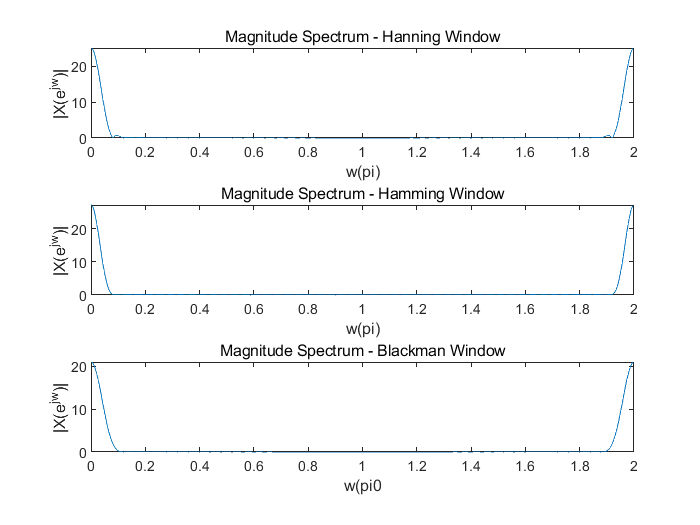 Magnitude Spectrum - Hanning Window
|X(e^jw)|
20
10
0
0 0.2 0.4 0.6 0.8 1 1.2 1.4 1.6 1.8 2
w(pi)
Magnitude Spectrum - Hamming Window
|X(e^jw)|
20
10
0
0 0.2 0.4 0.6 0.8 1 1.2 1.4 1.6 1.8 2
w(pi)
Magnitude Spectrum - Blackman Window
|X(e^jw)|
20
10
0
0 0.2 0.4 0.6 0.8 1 1.2 1.4 1.6 1.8 2
w(pi0